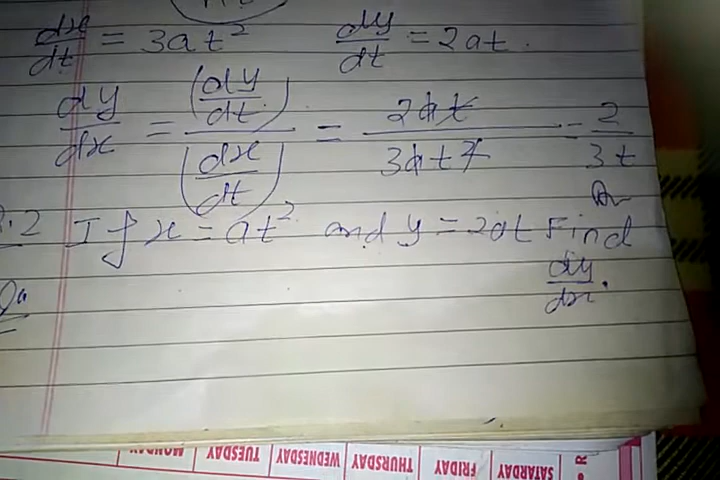 dx/dt = 3at² dy/dt = 2at.
dy/dx = (dy/dt)/(dx/dt) = 2at/3at² = 2/3t
.2 If x = at² and y = 2at Find
dy/dx.
MONDAY TUESDAY WEDNESDAY THURSDAY FRIDAY SATARDAY